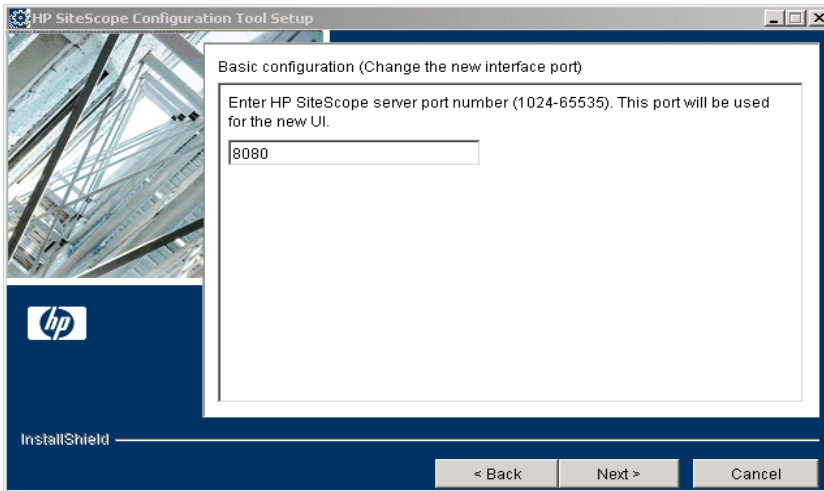 HP SiteScope Configuration Tool Setup
Basic configuration (Change the new interface port)
Enter HP SiteScope server port number (1024-65535). This port will be used
for the new UI.
8080
hp
InstallShield
< Back
Next >
Cancel